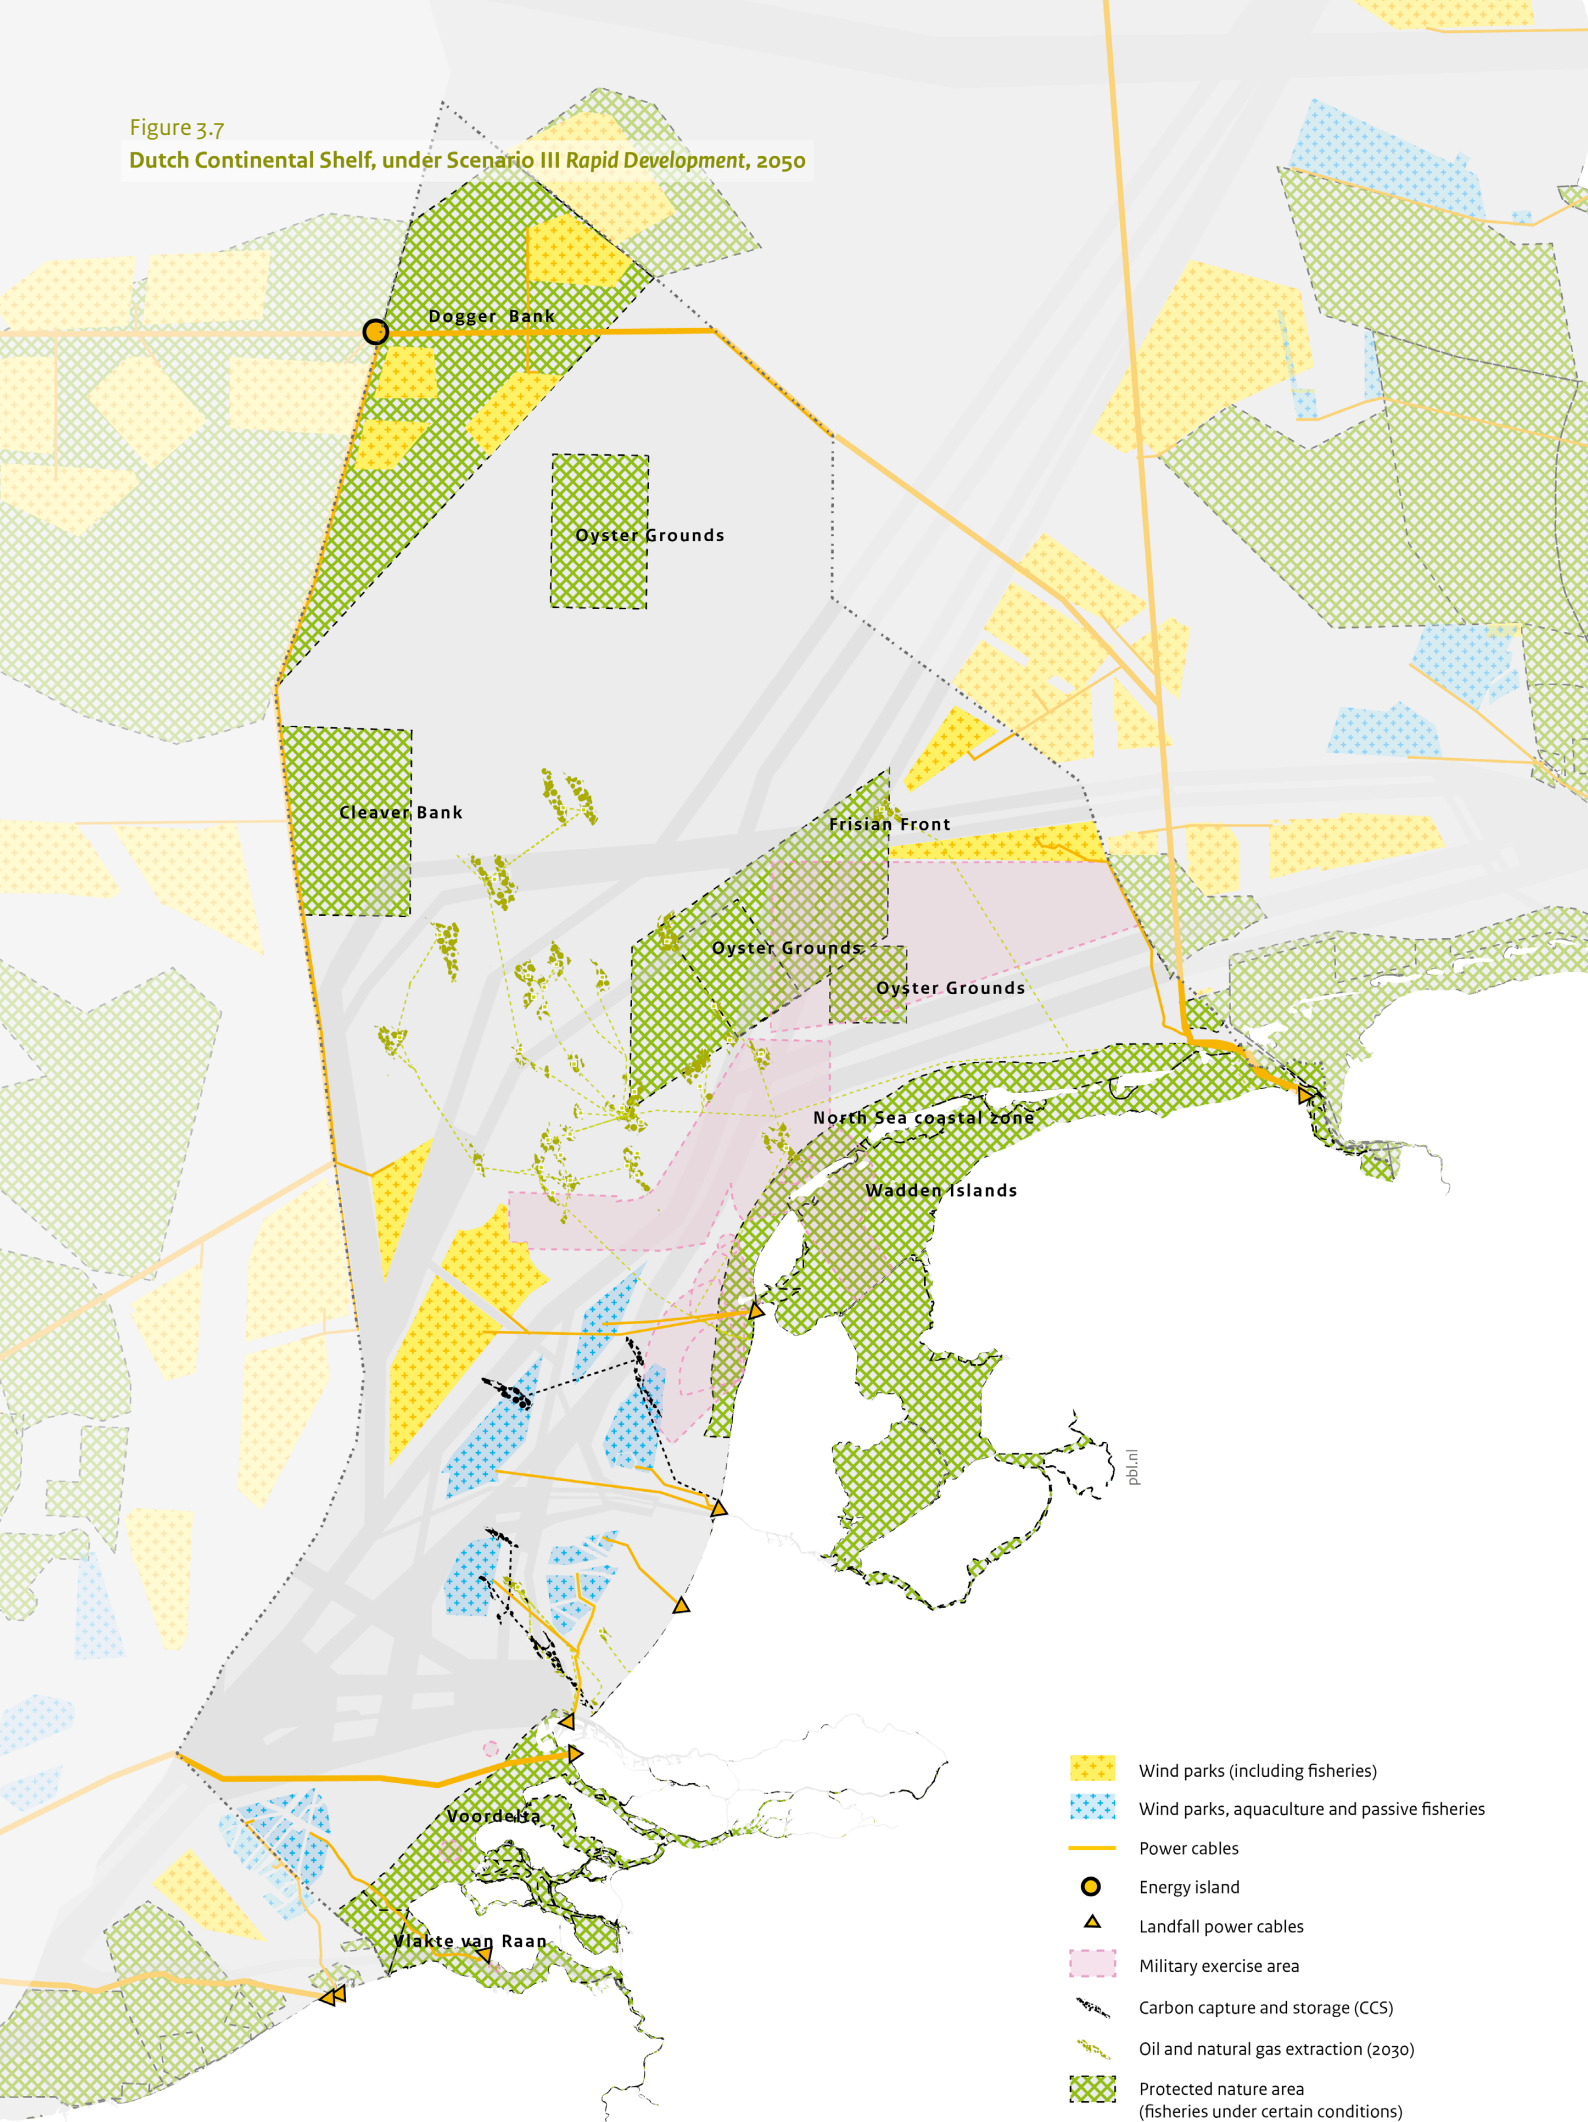 Figure 3.7
Dutch Continental Shelf, under Scenario III Rapid Development, 2050
Dogger Bank
Oyster Grounds
Cleaver Bank
Frisian Front
Oyster Grounds
Oyster Grounds
North Sea coastal zone
Wadden Islands
pbl.nl
Voordelta
Vlakte van Raan
Wind parks (including fisheries)
Wind parks, aquaculture and passive fisheries
Power cables
Energy island
Landfall power cables
Military exercise area
Carbon capture and storage (CCS)
Oil and natural gas extraction (2030)
Protected nature area
(fisheries under certain conditions)